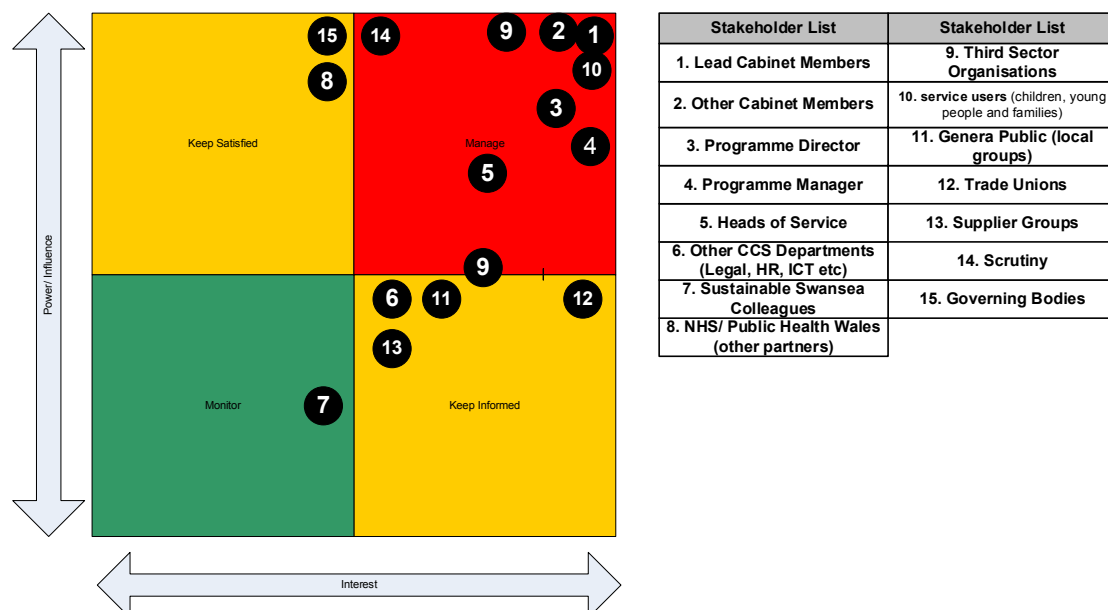 15
14
9
2
1
8
10
3
Keep Satisfied
Manage
4
5
9
6
11
12
13
Monitor
7
Keep Informed
Power/ Influence
Interest
Stakeholder List
1. Lead Cabinet Members
2. Other Cabinet Members
3. Programme Director
4. Programme Manager
5. Heads of Service
6. Other CCS Departments
(Legal, HR, ICT etc)
7. Sustainable Swansea
Colleagues
8. NHS/ Public Health Wales
(other partners)
Stakeholder List
9. Third Sector
Organisations
10. service users (children, young
people and families)
11. Genera Public (local
groups)
12. Trade Unions
13. Supplier Groups
14. Scrutiny
15. Governing Bodies